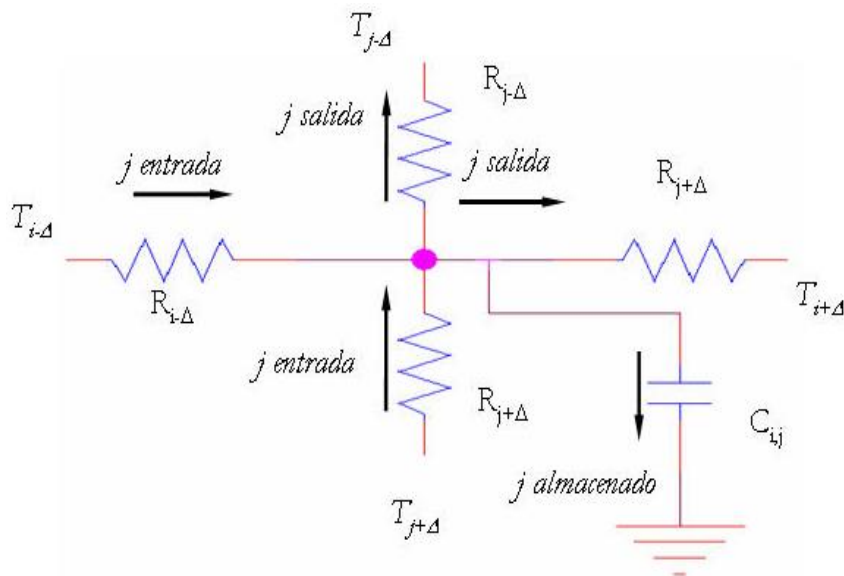 T_{j-Δ}
R_{j-Δ}
j salida
j salida
j entrada
R_{j+Δ}
T_{i-Δ}
R_{i-Δ}
T_{i+Δ}
j entrada
R_{j+Δ}
C_{i,j}
j almacenado
T_{j+Δ}